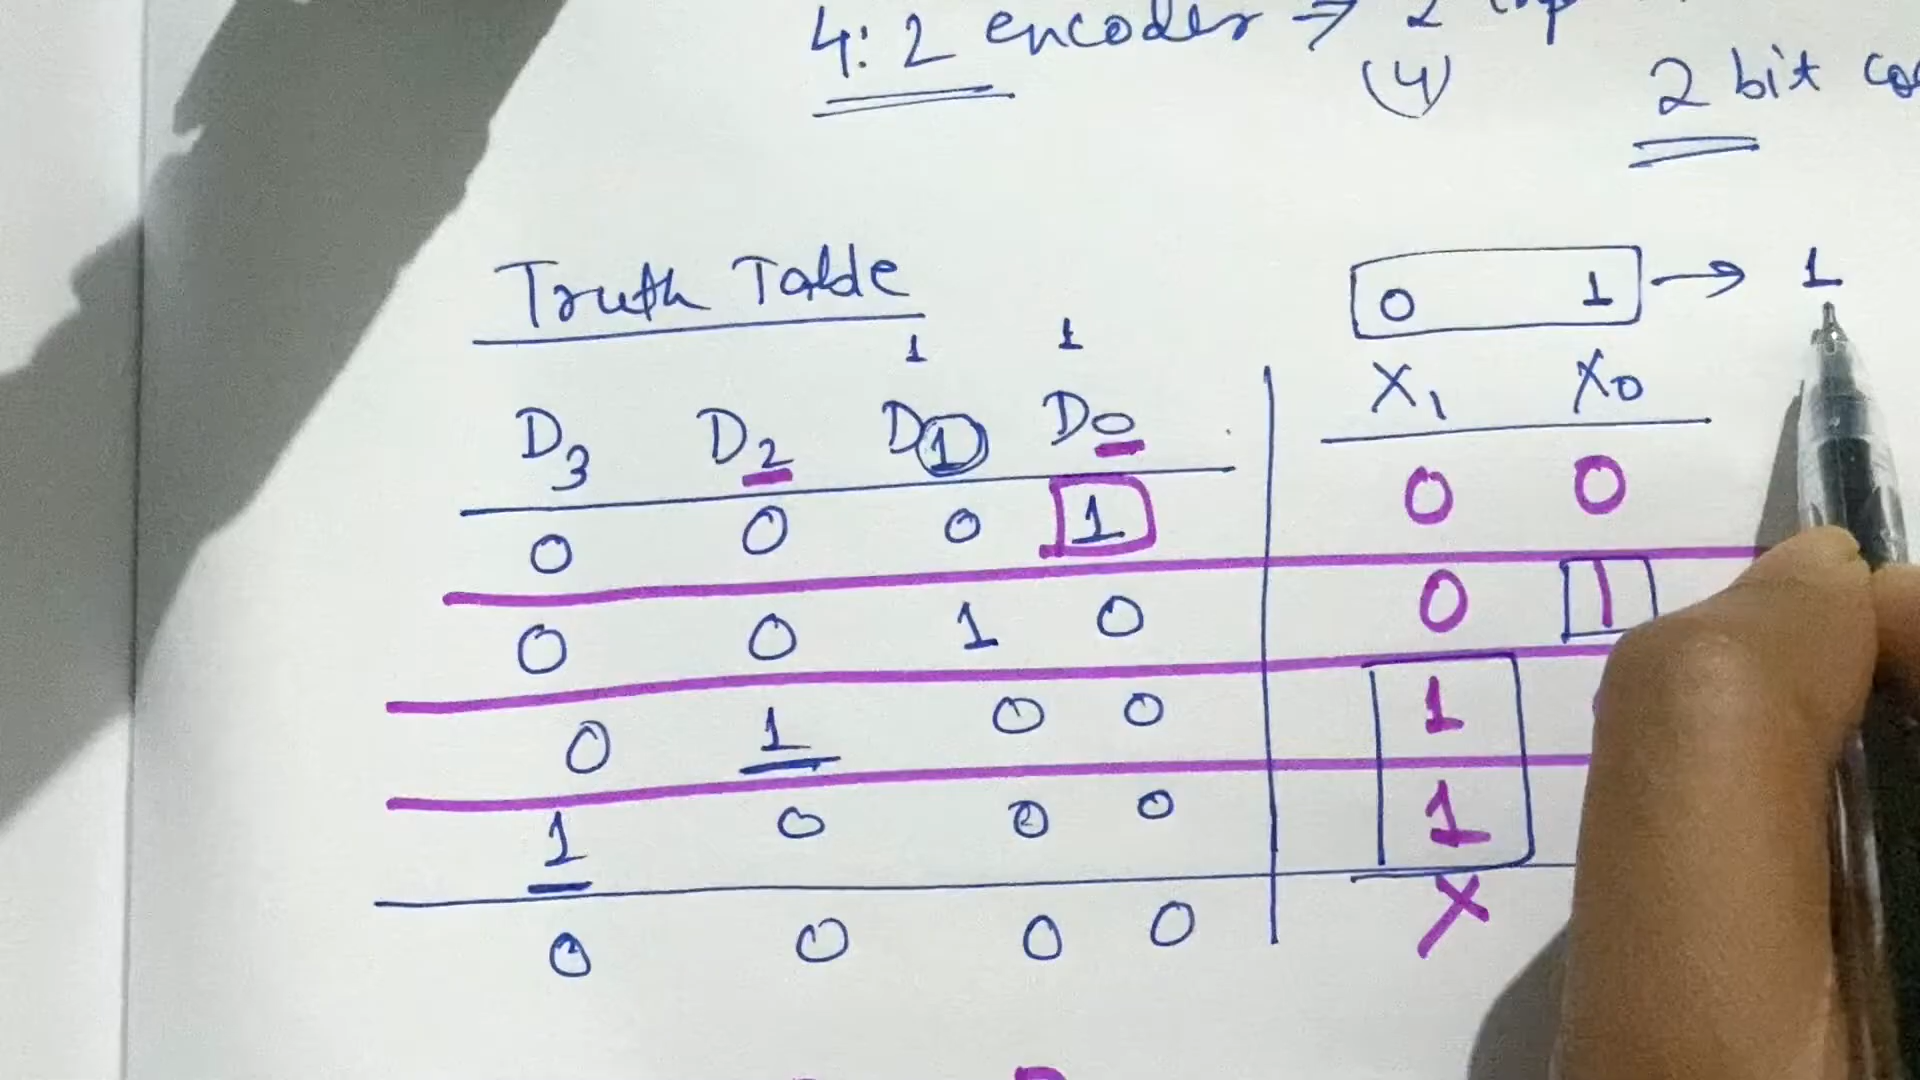 4:2 encoder → 2
(4)
2 bit
Truth Table
0 1 → 1
1 1
D3 D2 D1 D0 X1 X0
0 0 0 1 0 0
0 0 1 0 0 1
0 1 0 0 1
1 0 0 0 1
0 0 0 0 X